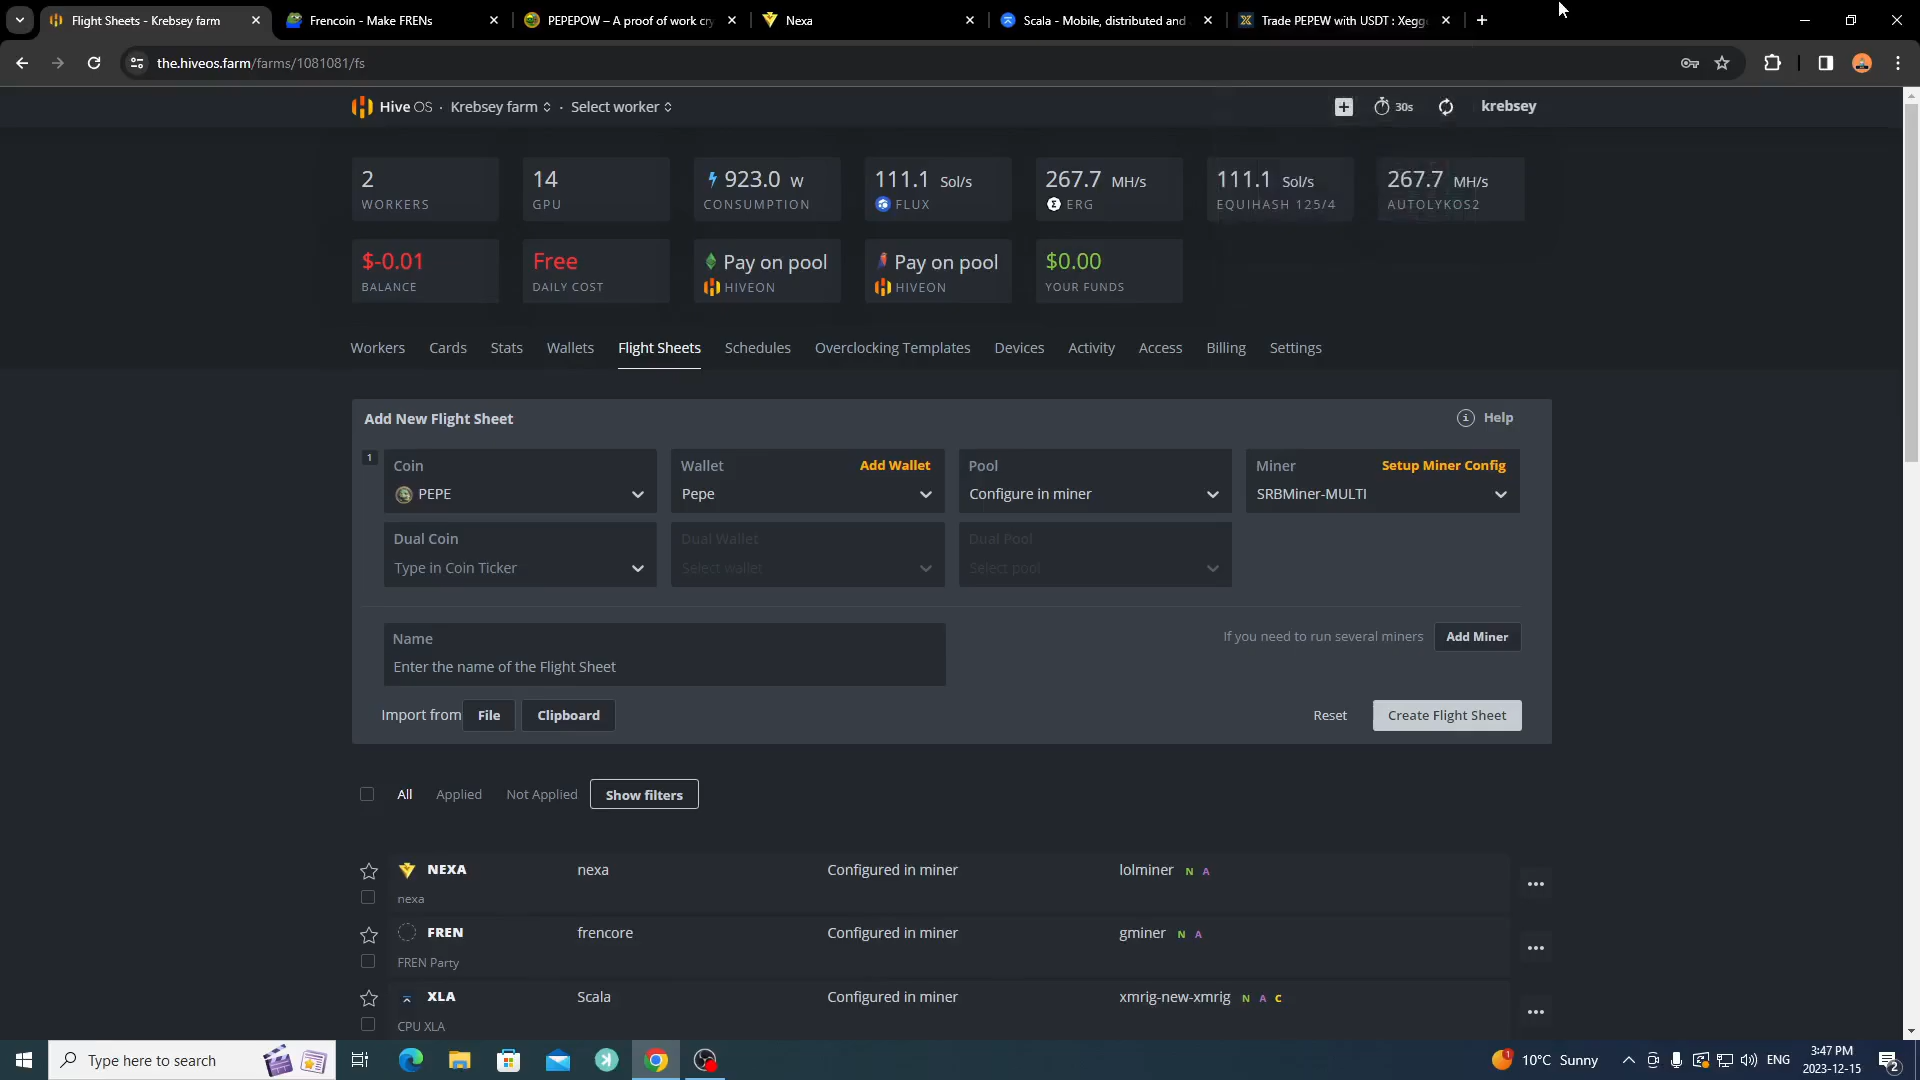 Flight Sheets - Krebsey farm
Frencoin - Make FRENs
PEPEPOW – A proof of work cry
Nexa
Scala - Mobile, distributed and
Trade PEPEW with USDT : Xegge
the.hiveos.farm/farms/1081081/fs
Hive OS · Krebsey farm · Select worker
30s
krebsey
2
WORKERS
14
GPU
923.0 W
CONSUMPTION
111.1 Sol/s
FLUX
267.7 MH/s
ERG
111.1 Sol/s
EQUIHASH 125/4
267.7 MH/s
AUTOLYKOS2
$-0.01
BALANCE
Free
DAILY COST
Pay on pool
HIVEON
Pay on pool
HIVEON
$0.00
YOUR FUNDS
Workers
Cards
Stats
Wallets
Flight Sheets
Schedules
Overclocking Templates
Devices
Activity
Access
Billing
Settings
Add New Flight Sheet
Help
1
Coin
PEPE
Wallet
Add Wallet
Pepe
Pool
Configure in miner
Miner
Setup Miner Config
SRBMiner-MULTI
Dual Coin
Type in Coin Ticker
Dual Wallet
Select wallet
Dual Pool
Select pool
Name
Enter the name of the Flight Sheet
If you need to run several miners
Add Miner
Import from
File
Clipboard
Reset
Create Flight Sheet
All
Applied
Not Applied
Show filters
NEXA
nexa
Configured in miner
lolminer N A
nexa
FREN
frencore
Configured in miner
gminer N A
FREN Party
XLA
Scala
Configured in miner
xmrig-new-xmrig N A C
CPU XLA
Type here to search
1
10°C Sunny
ENG
3:47 PM
2023-12-15
2